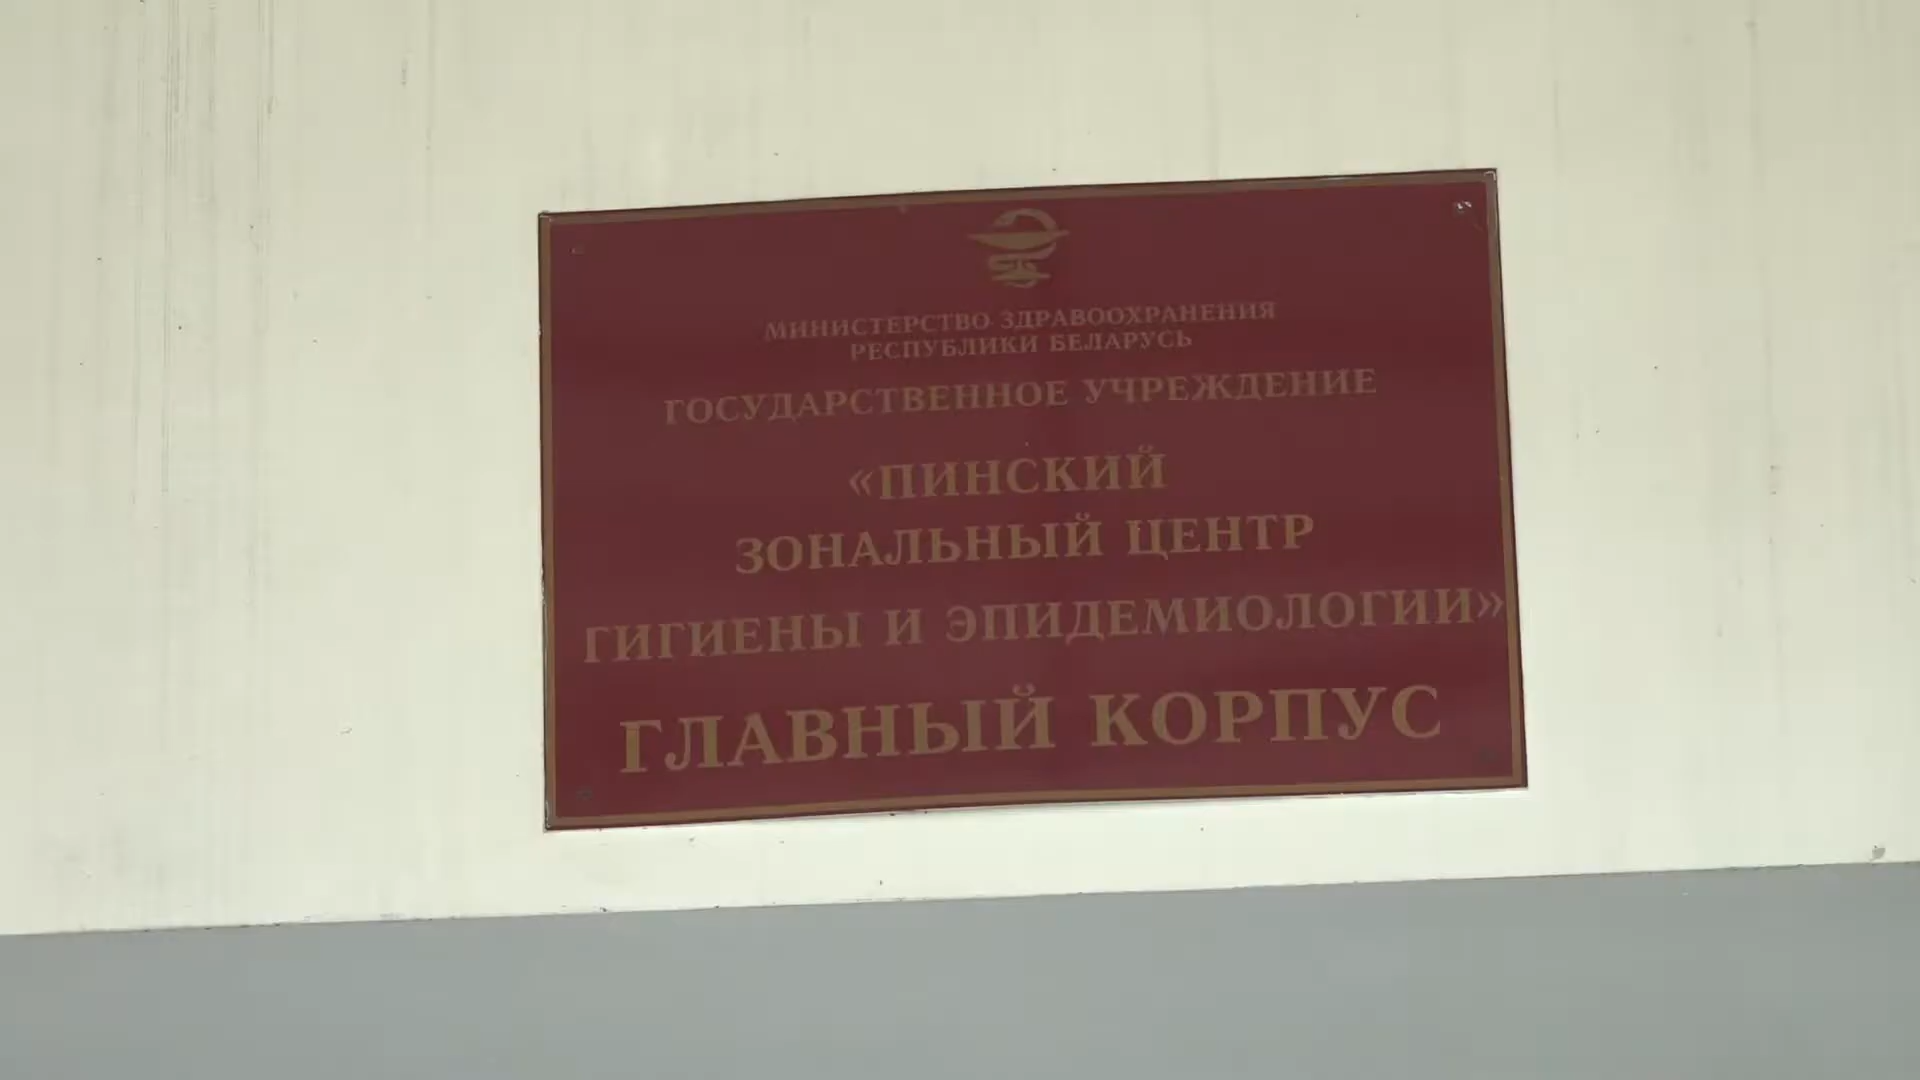 МИНИСТЕРСТВО ЗДРАВООХРАНЕНИЯ
РЕСПУБЛИКИ БЕЛАРУСЬ
ГОСУДАРСТВЕННОЕ УЧРЕЖДЕНИЕ
«ПИНСКИЙ
ЗОНАЛЬНЫЙ ЦЕНТР
ГИГИЕНЫ И ЭПИДЕМИОЛОГИИ»
ГЛАВНЫЙ КОРПУС